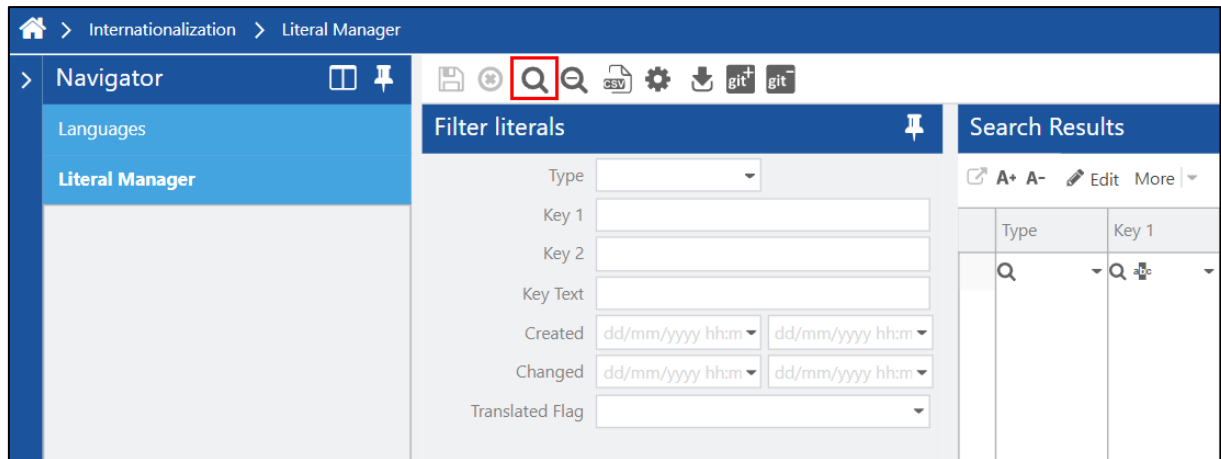 > Internationalization > Literal Manager
> Navigator
Languages
Literal Manager
CSV git+ git-
Filter literals
Type
Key 1
Key 2
Key Text
Created dd/mm/yyyy hh:m dd/mm/yyyy hh:m
Changed dd/mm/yyyy hh:m dd/mm/yyyy hh:m
Translated Flag
Search Results
A+ A- Edit More
Type Key 1
abc